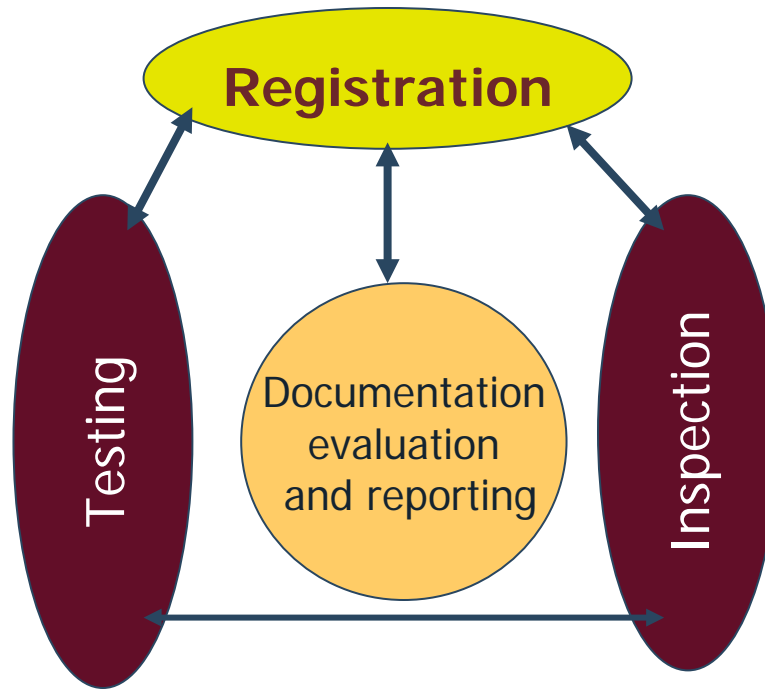 Registration
Testing
Documentation
evaluation
and reporting
Inspection